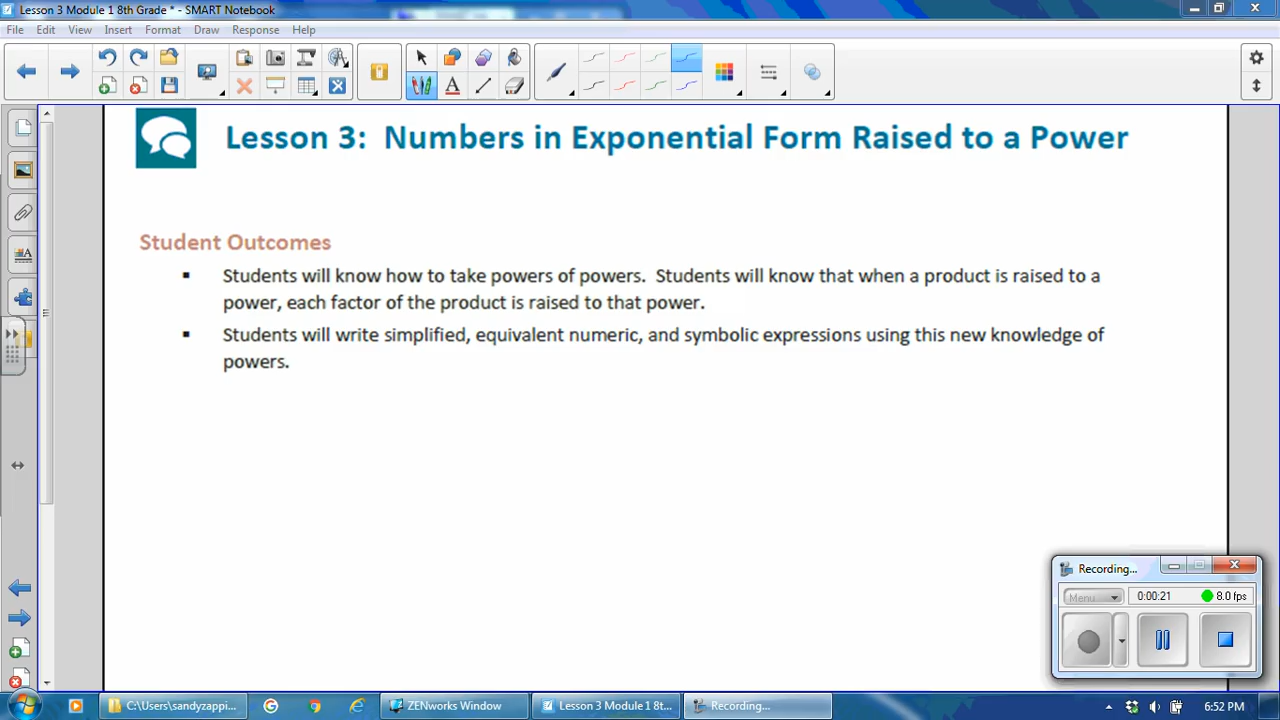 Lesson 3 Module 1 8th Grade * - SMART Notebook
File Edit View Insert Format Draw Response Help
Lesson 3: Numbers in Exponential Form Raised to a Power
Student Outcomes
▪ Students will know how to take powers of powers. Students will know that when a product is raised to a
power, each factor of the product is raised to that power.
▪ Students will write simplified, equivalent numeric, and symbolic expressions using this new knowledge of
powers.
Recording...
Menu 0:00:21 8.0 fps
C:\Users\sandyzappi... ZENworks Window Lesson 3 Module 1 8t... Recording... 6:52 PM